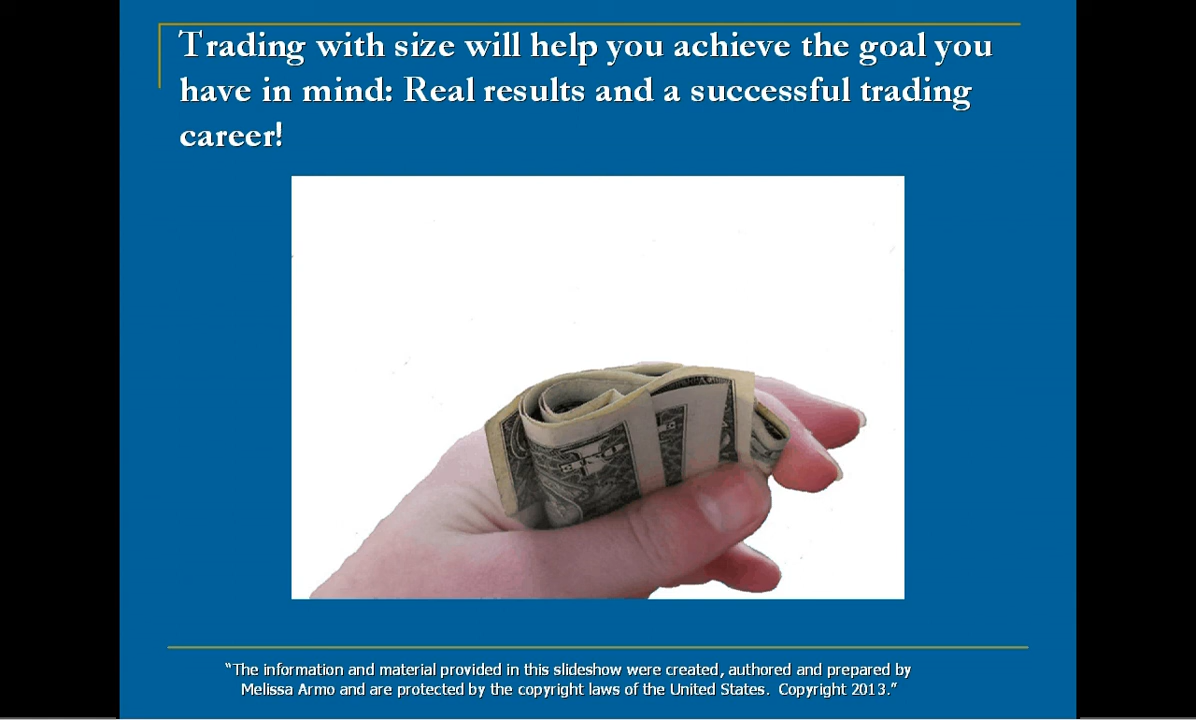 Trading with size will help you achieve the goal you
have in mind: Real results and a successful trading
career!
“The information and material provided in this slideshow were created, authored and prepared by
Melissa Armo and are protected by the copyright laws of the United States.  Copyright 2013.”